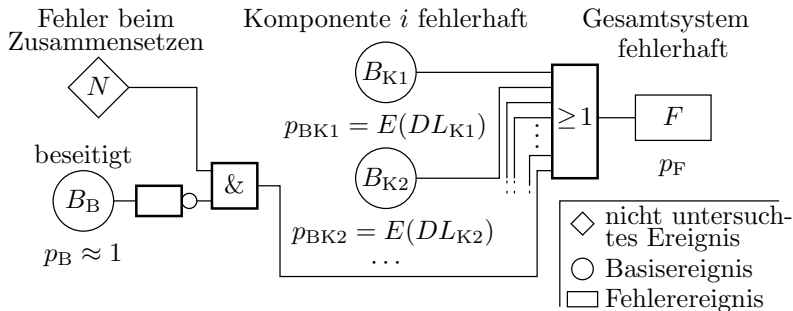 Fehler beim
Zusammensetzen
Komponente i fehlerhaft
Gesamtsystem
fehlerhaft
N
B_K1
p_BK1 = E(DL_K1)
≥1
F
p_F
beseitigt
B_B
&
B_K2
p_B ≈ 1
p_BK2 = E(DL_K2)
...
nicht untersuch-
tes Ereignis
Basisereignis
Fehlerereignis